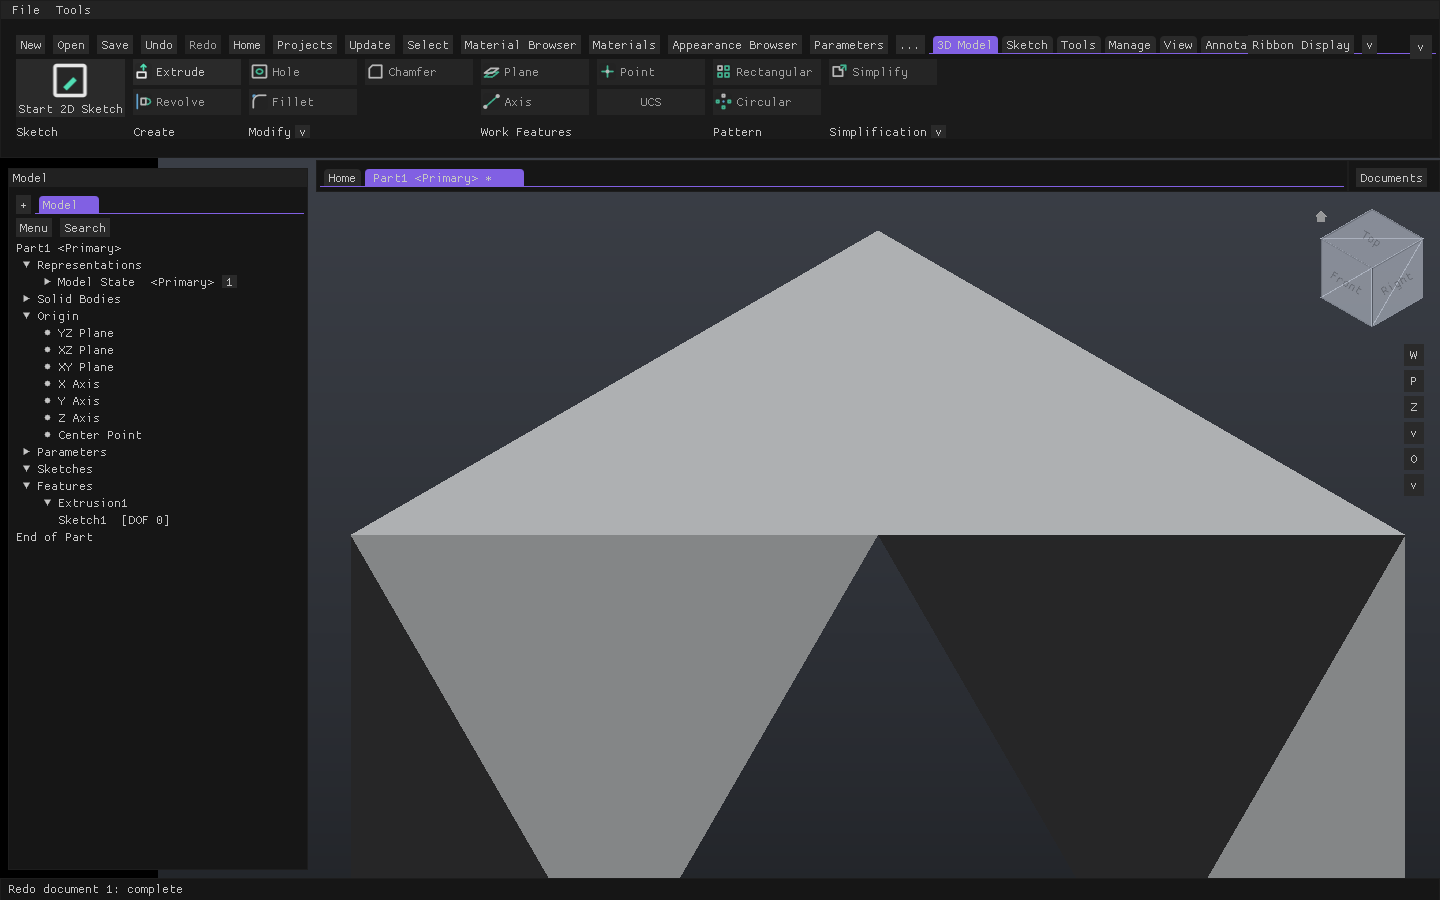 File Tools
New Open Save Undo Redo Home Projects Update Select Material Browser Materials Appearance Browser Parameters ... 3D Model Sketch Tools Manage View Annota Ribbon Display v v
Extrude Hole Chamfer Plane Point Rectangular Simplify
Start 2D Sketch Revolve Fillet Axis UCS Circular
Sketch Create Modify v Work Features Pattern Simplification v
Model
Home Part1 <Primary> * Documents
+ Model
Menu Search
Part1 <Primary>
Representations
Model State <Primary> 1
Solid Bodies
Origin
YZ Plane
XZ Plane
XY Plane
X Axis
Y Axis
Z Axis
Center Point
Parameters
Sketches
Features
Extrusion1
Sketch1 [DOF 0]
End of Part
Top
Front Right
W
P
Z
v
O
v
Redo document 1: complete